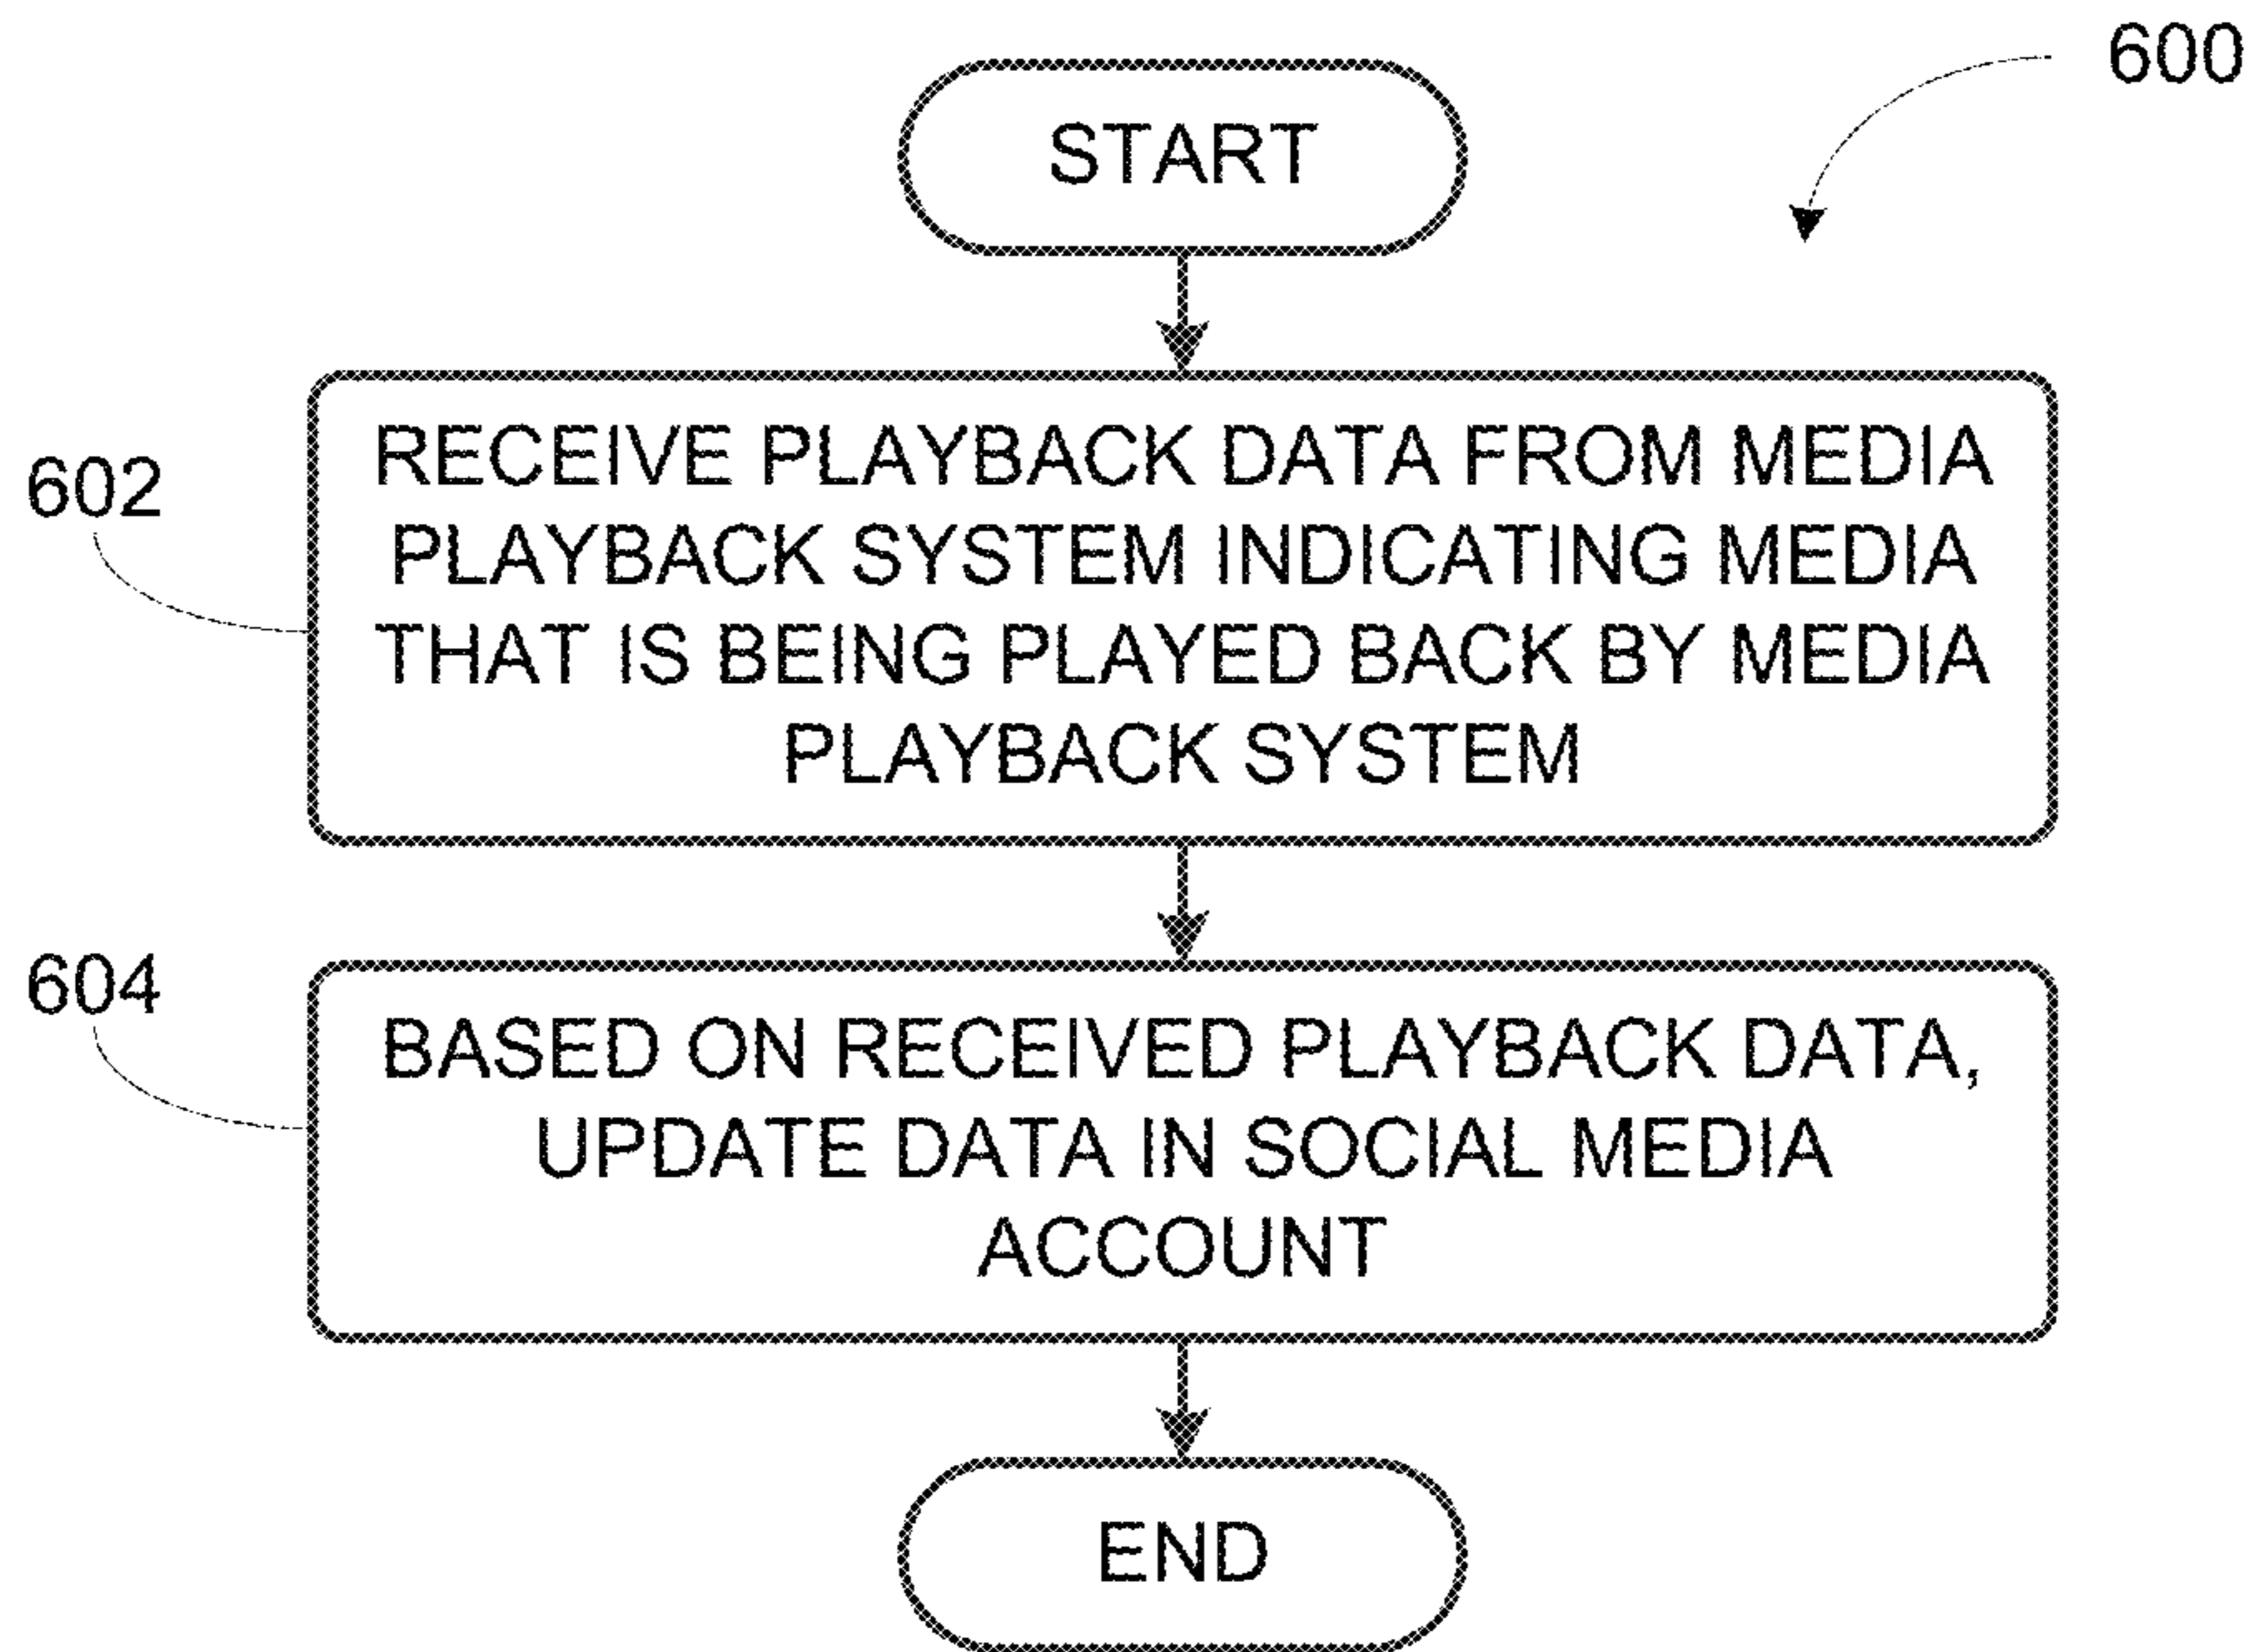 600
START
602
RECEIVE PLAYBACK DATA FROM MEDIA
PLAYBACK SYSTEM INDICATING MEDIA
THAT IS BEING PLAYED BACK BY MEDIA
PLAYBACK SYSTEM
604
BASED ON RECEIVED PLAYBACK DATA,
UPDATE DATA IN SOCIAL MEDIA
ACCOUNT
END